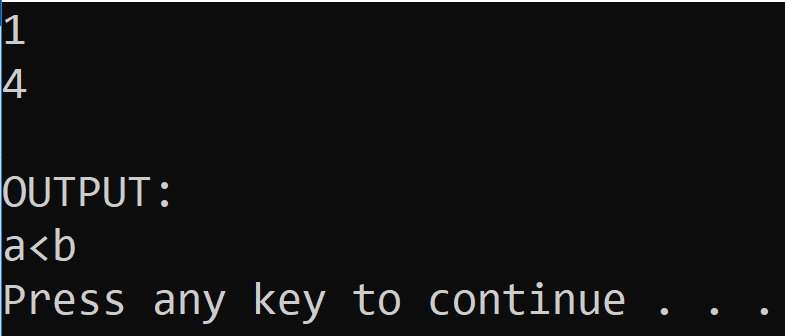 1
4
OUTPUT:
a<b
Press any key to continue . . .